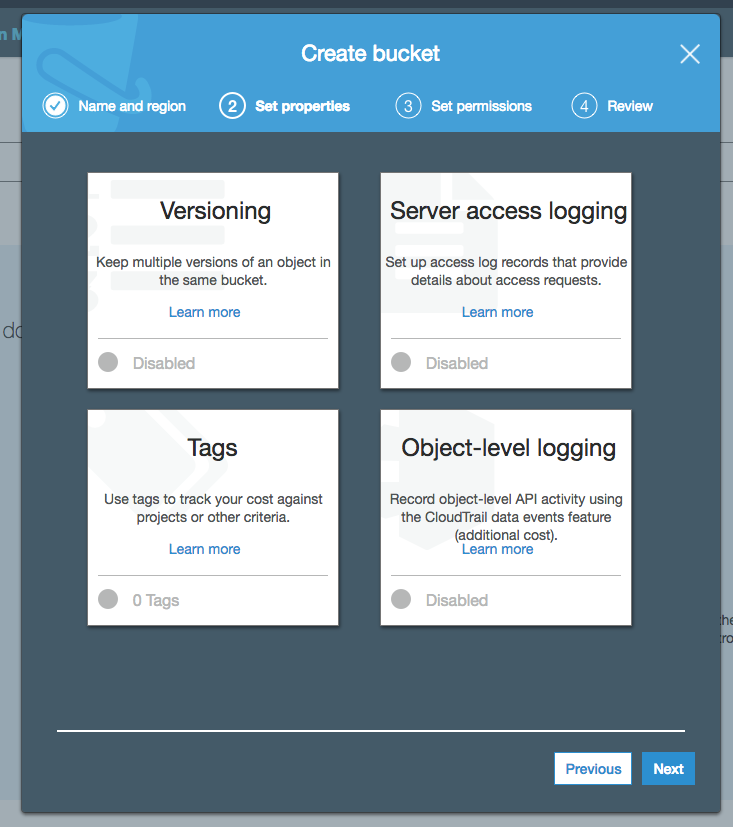 n M
Create bucket
Name and region
2 Set properties
3 Set permissions
4 Review
Versioning
Keep multiple versions of an object in
the same bucket.
Learn more
Disabled
Server access logging
Set up access log records that provide
details about access requests.
Learn more
Disabled
do
Tags
Use tags to track your cost against
projects or other criteria.
Learn more
0 Tags
Object-level logging
Record object-level API activity using
the CloudTrail data events feature
(additional cost).
Learn more
Disabled
Previous
Next